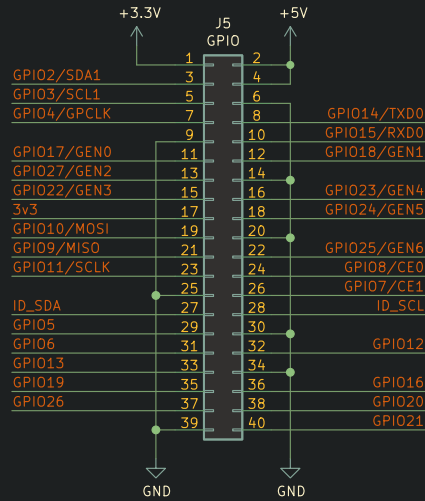 +3.3V +5V
J5
GPIO
1 2
GPIO2/SDA1 3 4
GPIO3/SCL1 5 6
GPIO4/GPCLK 7 8 GPIO14/TXD0
9 10 GPIO15/RXD0
GPIO17/GEN0 11 12 GPIO18/GEN1
GPIO27/GEN2 13 14
GPIO22/GEN3 15 16 GPIO23/GEN4
3v3 17 18 GPIO24/GEN5
GPIO10/MOSI 19 20
GPIO9/MISO 21 22 GPIO25/GEN6
GPIO11/SCLK 23 24 GPIO8/CE0
25 26 GPIO7/CE1
ID_SDA 27 28 ID_SCL
GPIO5 29 30
GPIO6 31 32 GPIO12
GPIO13 33 34
GPIO19 35 36 GPIO16
GPIO26 37 38 GPIO20
39 40 GPIO21
GND GND